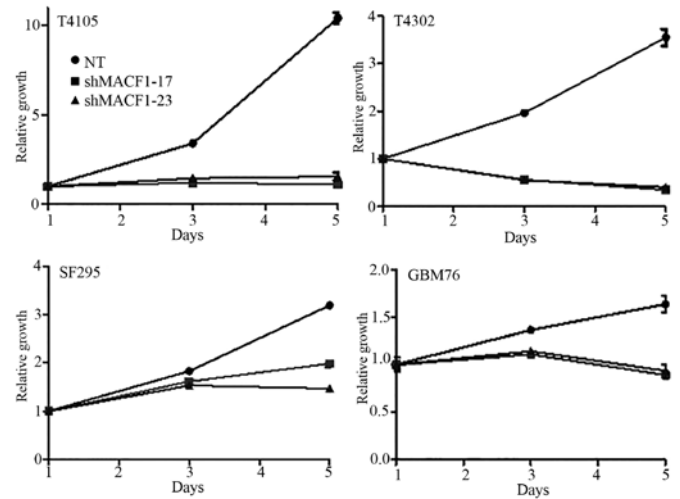 T4105
10
5
0
Relative growth
NT
shMACF1-17
shMACF1-23
1 2 3 4 5
Days
T4302
4
3
2
1
0
Relative growth
1 2 3 4 5
Days
SF295
4
3
2
1
0
Relative growth
1 2 3 4 5
Days
GBM76
2.0
1.5
1.0
0.5
0.0
Relative growth
1 2 3 4 5
Days